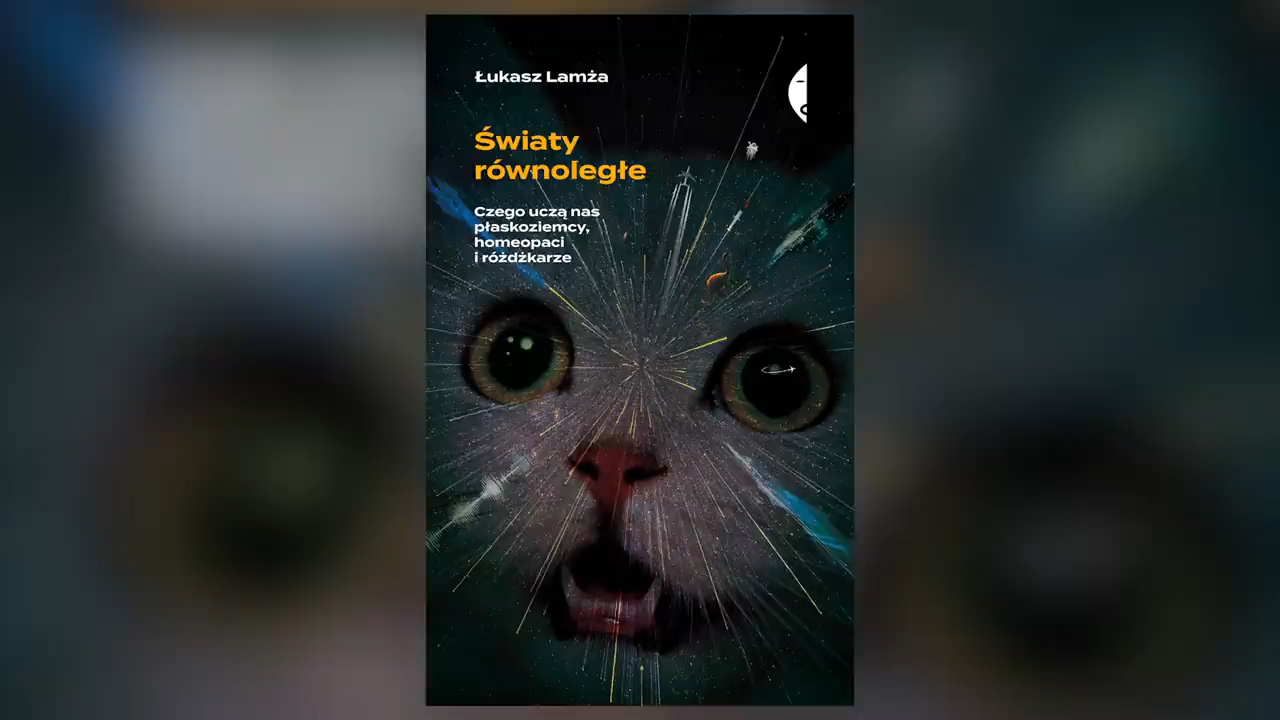 Łukasz Lamża
Światy
równoległe
Czego uczą nas
płaskoziemcy,
homeopaci
i różdżkarze